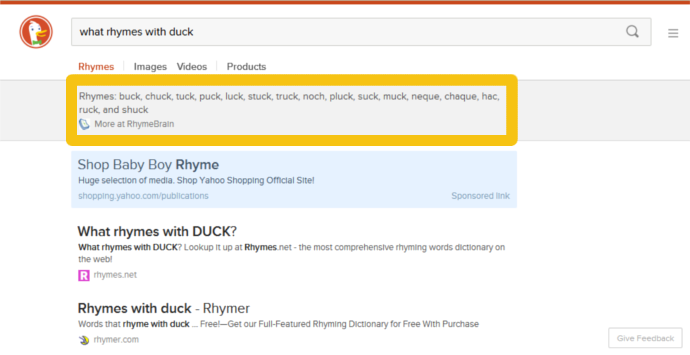 what rhymes with duck
Rhymes Images Videos Products
Rhymes: buck, chuck, tuck, puck, luck, stuck, truck, noch, pluck, suck, muck, neque, chaque, hac,
ruck, and shuck
More at RhymeBrain
Shop Baby Boy Rhyme
Huge selection of media. Shop Yahoo Shopping Official Site!
shopping.yahoo.com/publications Sponsored link
What rhymes with DUCK?
What rhymes with DUCK? Lookup it up at Rhymes.net - the most comprehensive rhyming words dictionary on
the web!
R rhymes.net
Rhymes with duck - Rhymer
Words that rhyme with duck ... Free!—Get our Full-Featured Rhyming Dictionary for Free With Purchase
rhymer.com
Give Feedback